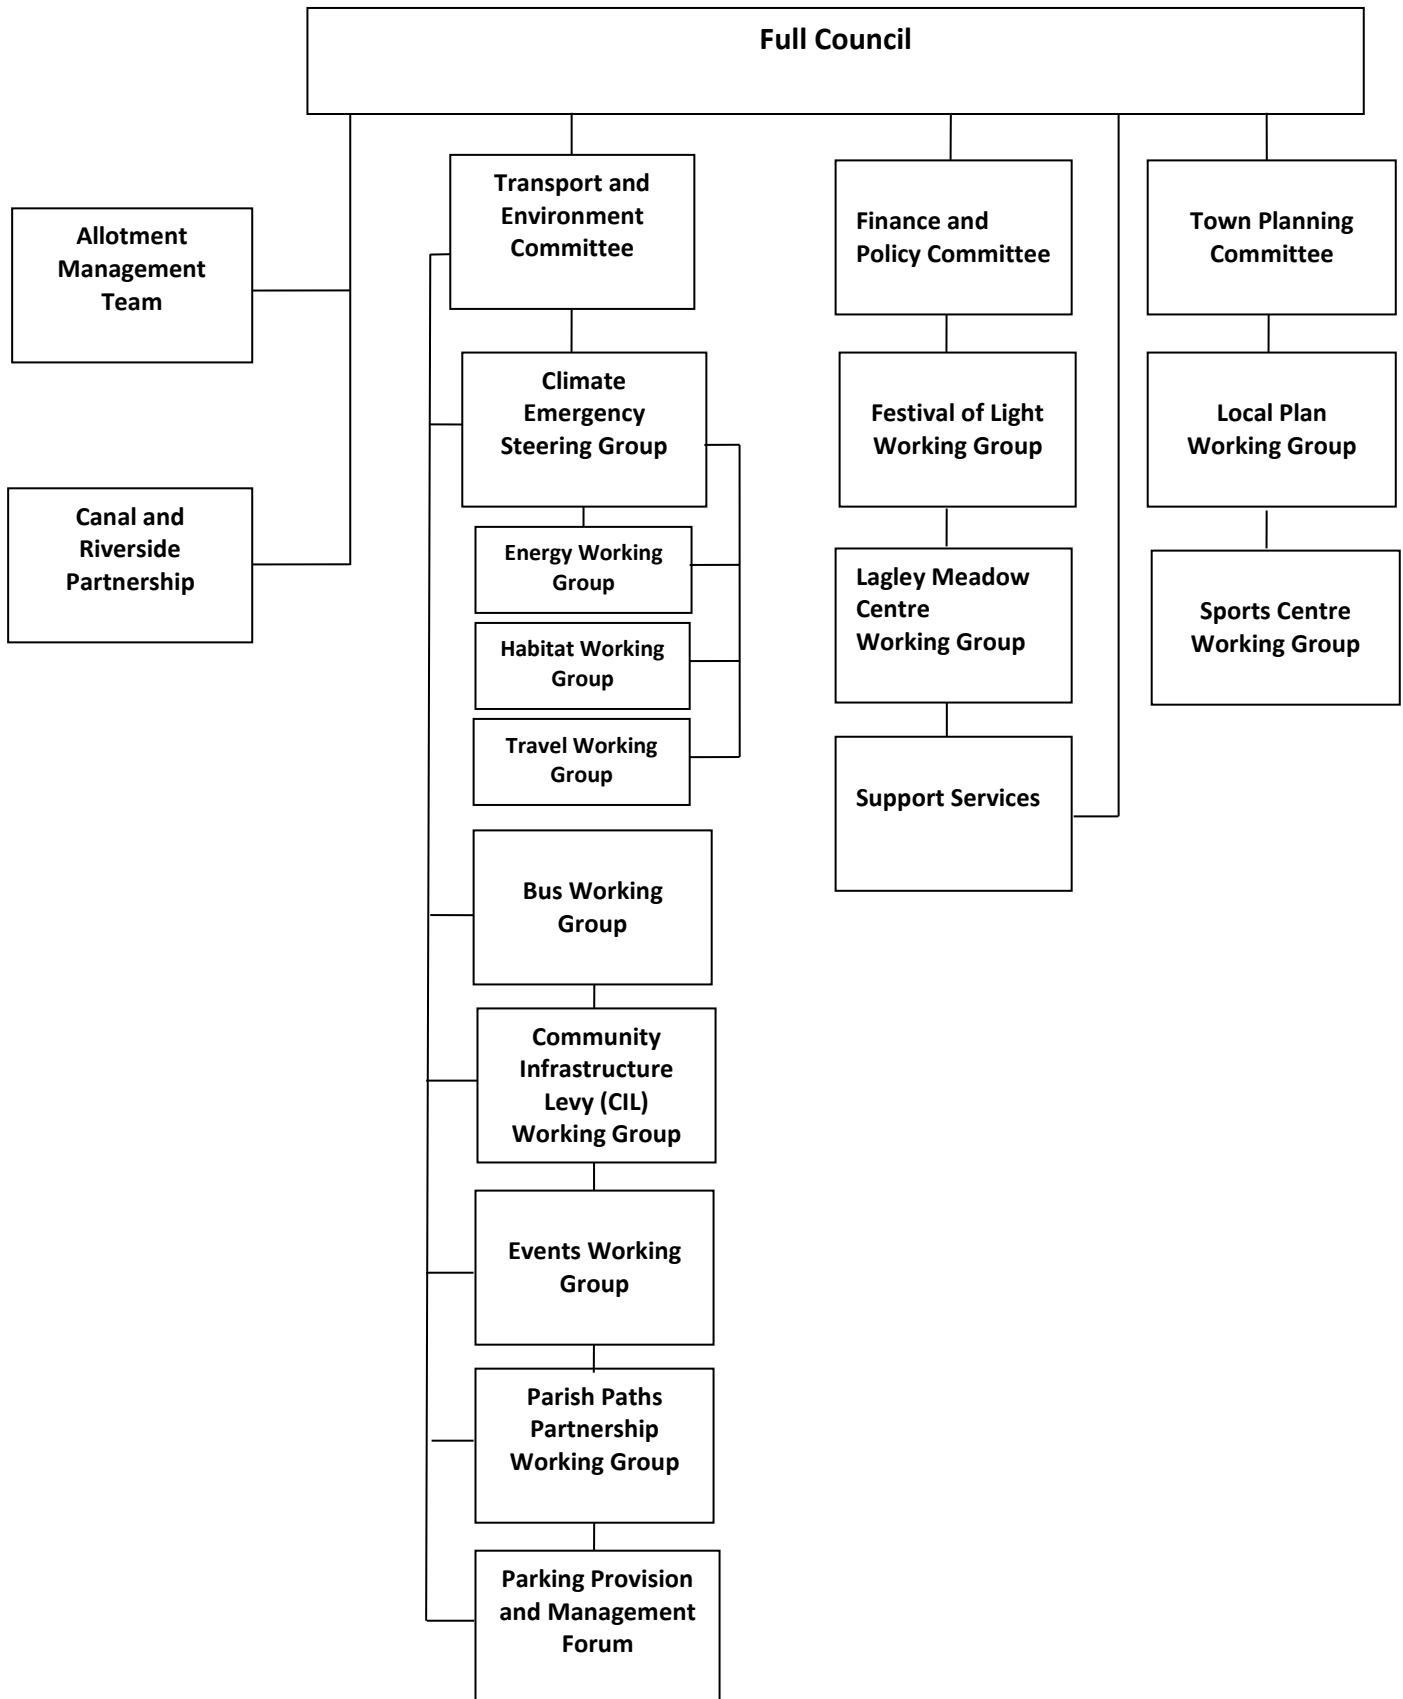 Full Council
Allotment
Management
Team
Canal and
Riverside
Partnership
Transport and
Environment
Committee
Climate
Emergency
Steering Group
Energy Working
Group
Habitat Working
Group
Travel Working
Group
Bus Working
Group
Community
Infrastructure
Levy (CIL)
Working Group
Events Working
Group
Parish Paths
Partnership
Working Group
Parking Provision
and Management
Forum
Finance and
Policy Committee
Festival of Light
Working Group
Lagley Meadow
Centre
Working Group
Support Services
Town Planning
Committee
Local Plan
Working Group
Sports Centre
Working Group